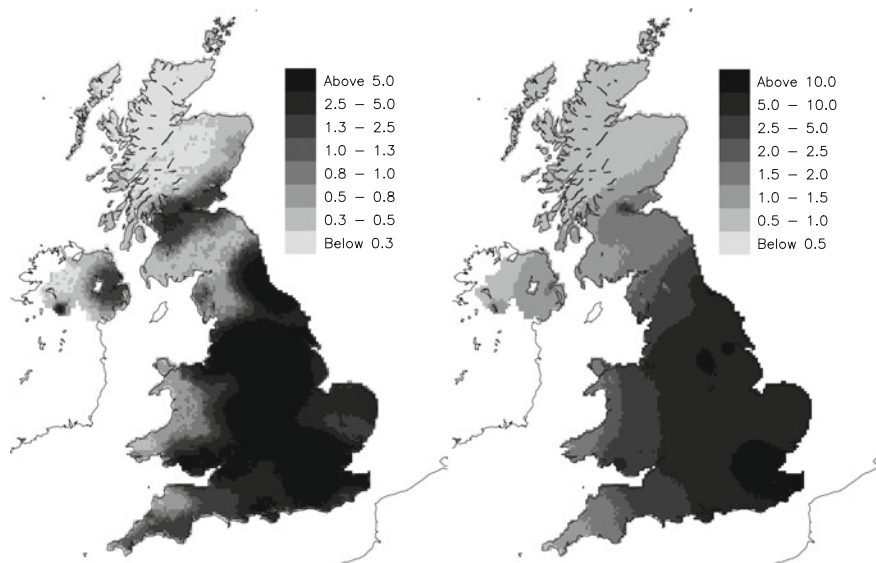 Above 5.0
2.5 – 5.0
1.3 – 2.5
1.0 – 1.3
0.8 – 1.0
0.5 – 0.8
0.3 – 0.5
Below 0.3
Above 10.0
5.0 – 10.0
2.5 – 5.0
2.0 – 2.5
1.5 – 2.0
1.0 – 1.5
0.5 – 1.0
Below 0.5